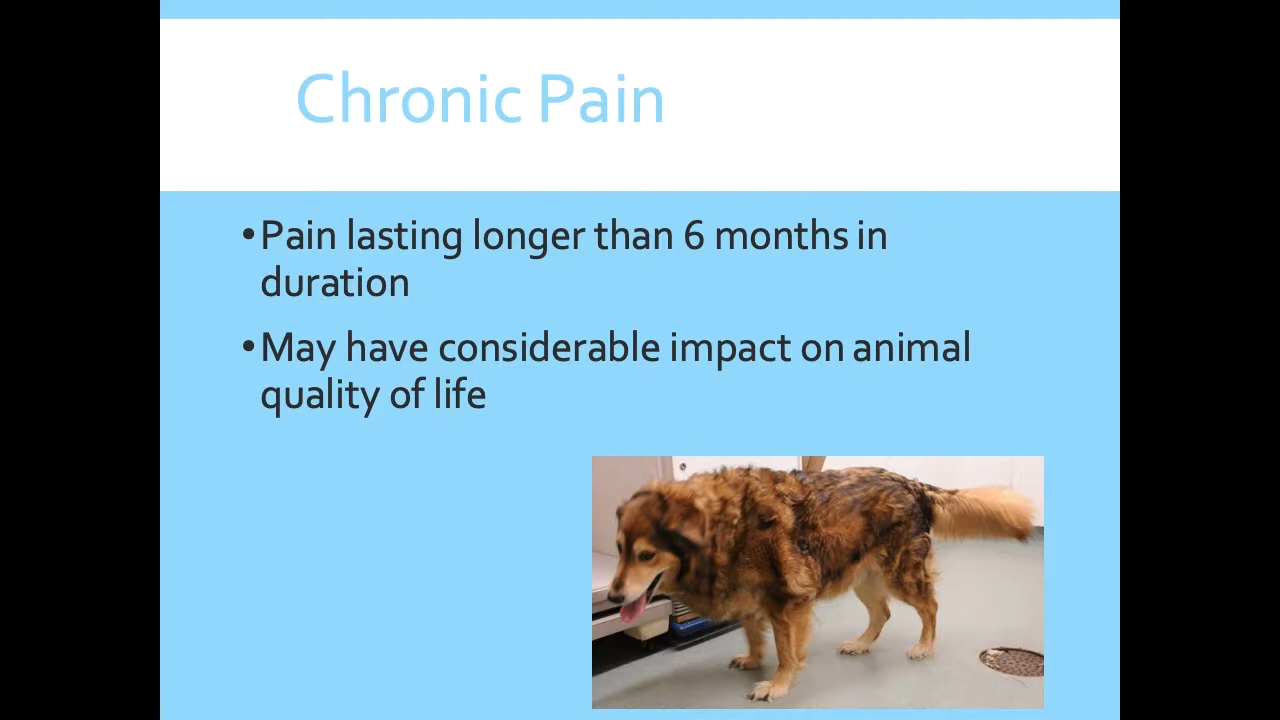 Chronic Pain
•Pain lasting longer than 6 months in
duration
•May have considerable impact on animal
quality of life